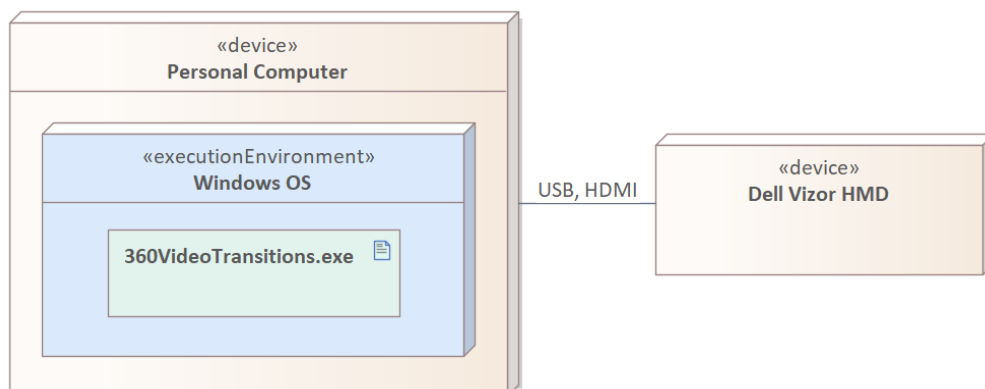 «device»
Personal Computer
«executionEnvironment»
Windows OS
360VideoTransitions.exe
USB, HDMI
«device»
Dell Vizor HMD